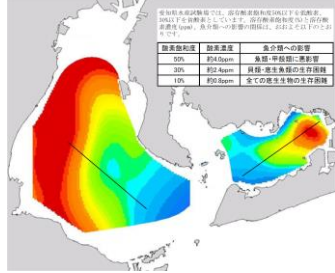 愛知県水産試験場では、溶存酸素飽和度50%以下を低酸素、
30%以下を貧酸素としています。溶存酸素飽和度(%)と溶存酸
素濃度(ppm)、魚介類への影響の関係は、おおよそ以下のとお
りです。
酸素飽和度 酸素濃度 魚介類への影響
50% 約4.0ppm 魚類・甲殻類に悪影響
30% 約2.4ppm 貝類・底生魚類の生存困難
10% 約0.8ppm 全ての底生生物の生存困難